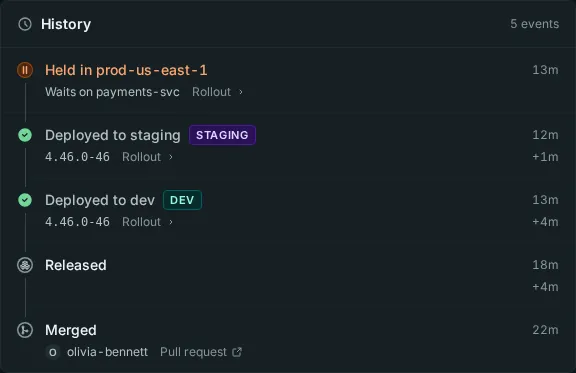 History 5 events
Held in prod-us-east-1 13m
Waits on payments-svc Rollout
Deployed to staging STAGING 12m
4.46.0-46 Rollout +1m
Deployed to dev DEV 13m
4.46.0-46 Rollout +4m
Released 18m
+4m
Merged 22m
O olivia-bennett Pull request